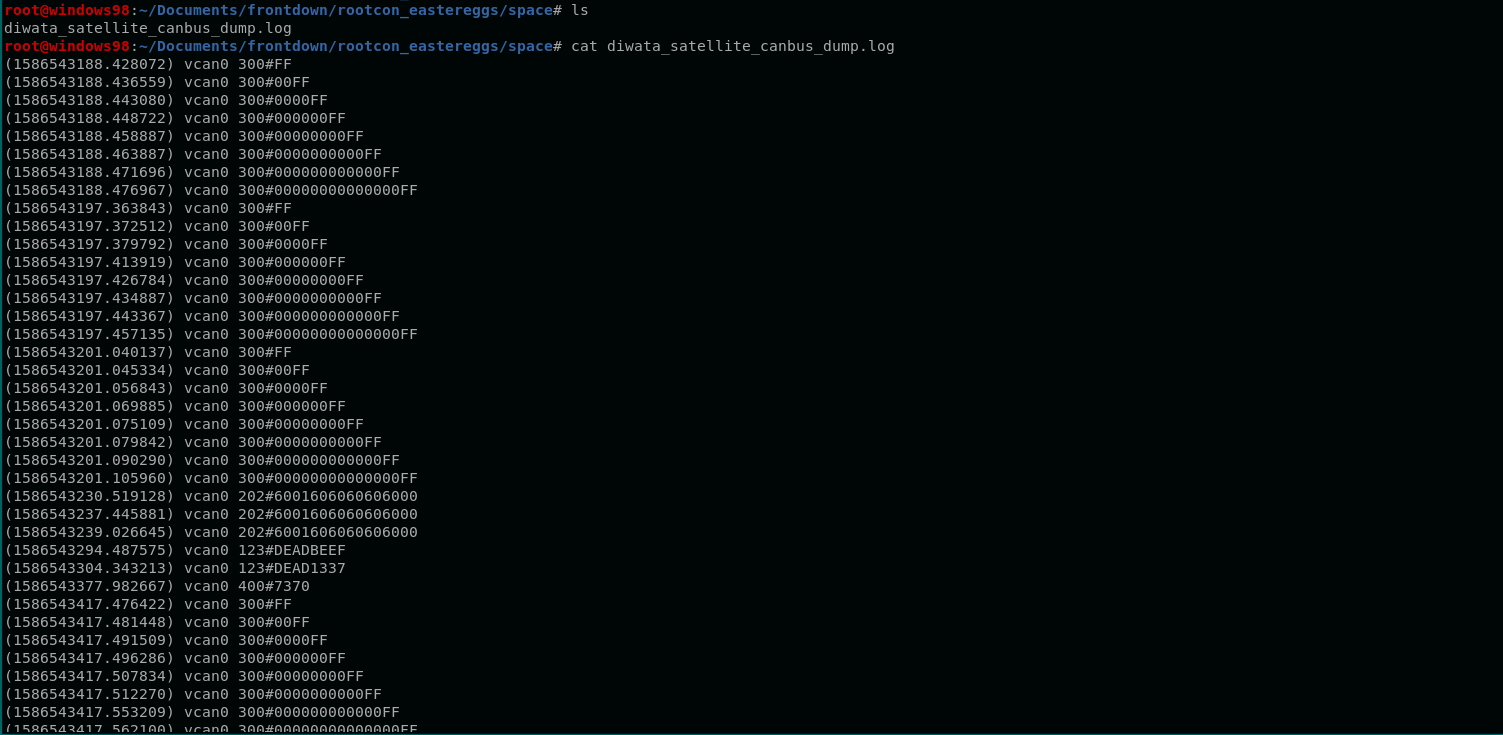 root@windows98:~/Documents/frontdown/rootcon_eastereggs/space# ls
diwata_satellite_canbus_dump.log
root@windows98:~/Documents/frontdown/rootcon_eastereggs/space# cat diwata_satellite_canbus_dump.log
(1586543188.428072) vcan0 300#FF
(1586543188.436559) vcan0 300#00FF
(1586543188.443080) vcan0 300#0000FF
(1586543188.448722) vcan0 300#000000FF
(1586543188.458887) vcan0 300#00000000FF
(1586543188.463887) vcan0 300#0000000000FF
(1586543188.471696) vcan0 300#000000000000FF
(1586543188.476967) vcan0 300#00000000000000FF
(1586543197.363843) vcan0 300#FF
(1586543197.372512) vcan0 300#00FF
(1586543197.379792) vcan0 300#0000FF
(1586543197.413919) vcan0 300#000000FF
(1586543197.426784) vcan0 300#00000000FF
(1586543197.434887) vcan0 300#0000000000FF
(1586543197.443367) vcan0 300#000000000000FF
(1586543197.457135) vcan0 300#00000000000000FF
(1586543201.040137) vcan0 300#FF
(1586543201.045334) vcan0 300#00FF
(1586543201.056843) vcan0 300#0000FF
(1586543201.069885) vcan0 300#000000FF
(1586543201.075109) vcan0 300#00000000FF
(1586543201.079842) vcan0 300#0000000000FF
(1586543201.090290) vcan0 300#000000000000FF
(1586543201.105960) vcan0 300#00000000000000FF
(1586543230.519128) vcan0 202#6001606060606000
(1586543237.445881) vcan0 202#6001606060606000
(1586543239.026645) vcan0 202#6001606060606000
(1586543294.487575) vcan0 123#DEADBEEF
(1586543304.343213) vcan0 123#DEAD1337
(1586543377.982667) vcan0 400#7370
(1586543417.476422) vcan0 300#FF
(1586543417.481448) vcan0 300#00FF
(1586543417.491509) vcan0 300#0000FF
(1586543417.496286) vcan0 300#000000FF
(1586543417.507834) vcan0 300#00000000FF
(1586543417.512270) vcan0 300#0000000000FF
(1586543417.553209) vcan0 300#000000000000FF
(1586543417.562100) vcan0 300#00000000000000FF